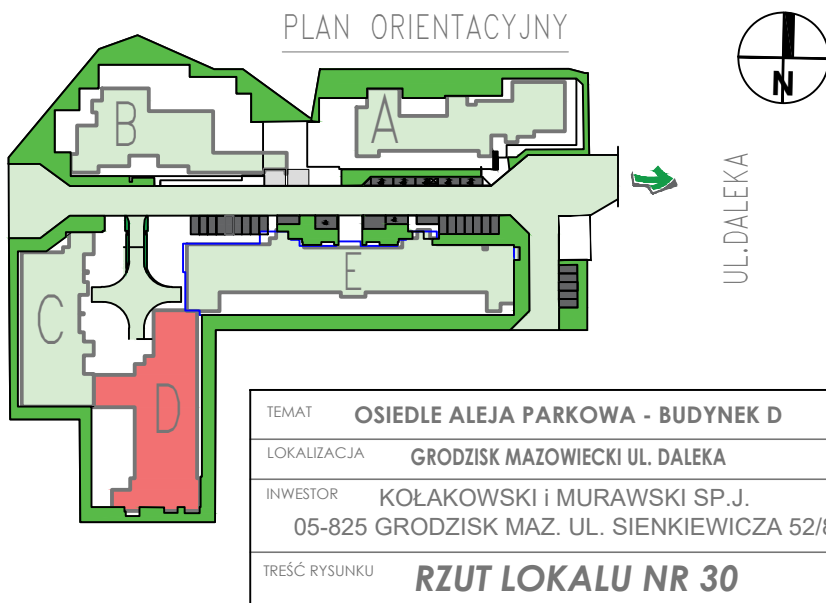 PLAN ORIENTACYJNY
N
B
A
UL.DALEKA
E
C
D
TEMAT OSIEDLE ALEJA PARKOWA - BUDYNEK D
LOKALIZACJA GRODZISK MAZOWIECKI UL. DALEKA
INWESTOR KOŁAKOWSKI i MURAWSKI SP.J.
05-825 GRODZISK MAZ. UL. SIENKIEWICZA 52/8
TREŚĆ RYSUNKU RZUT LOKALU NR 30